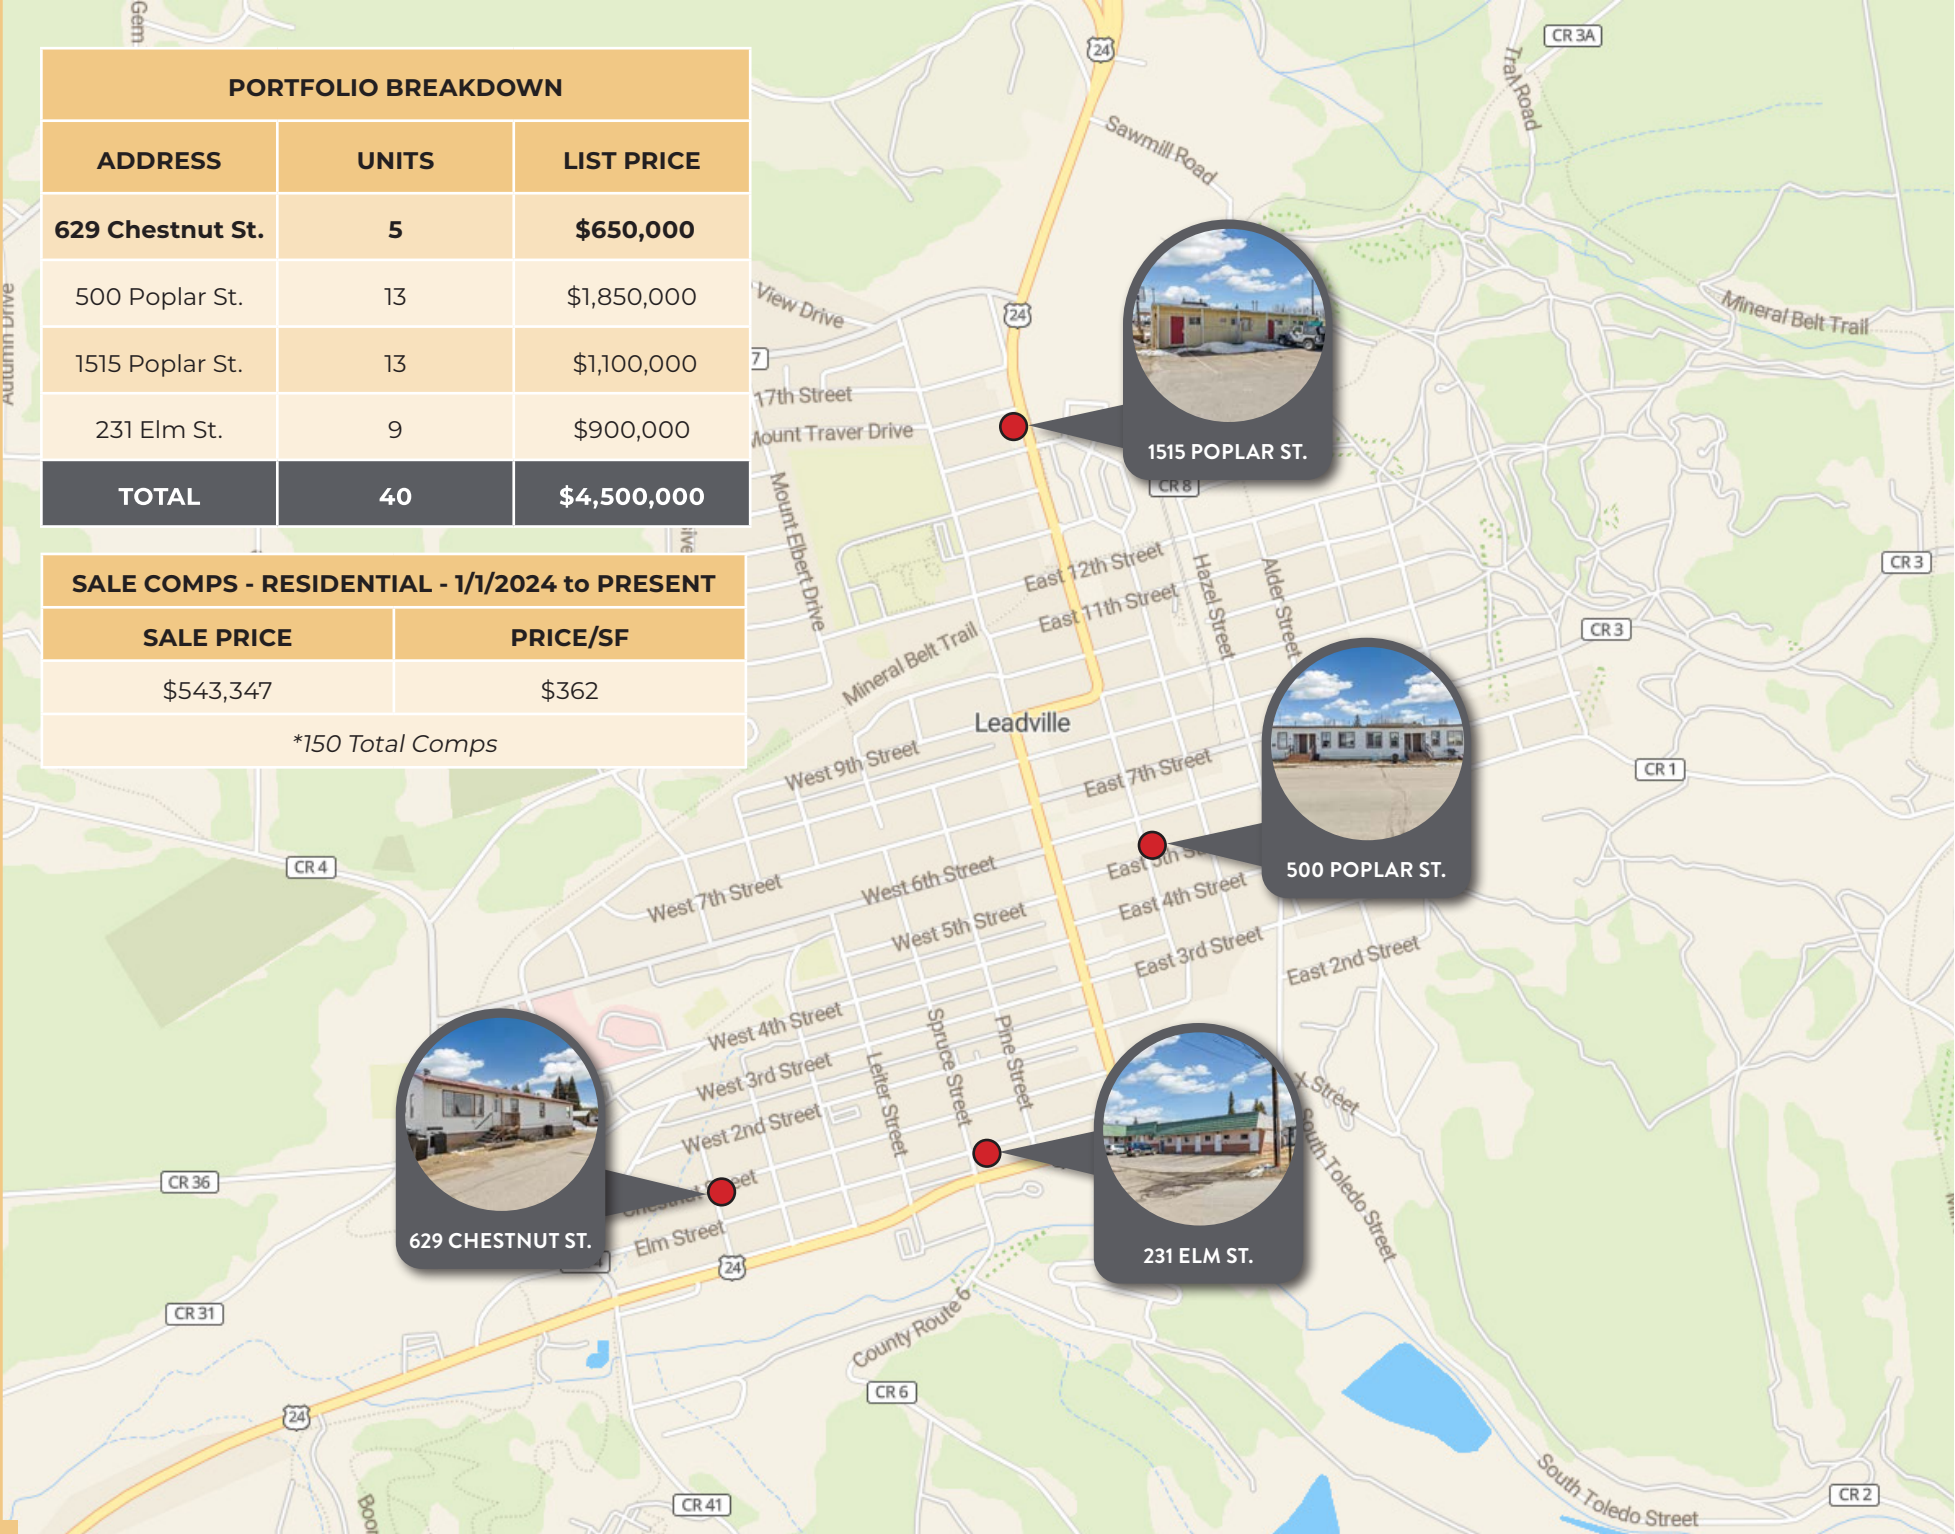 PORTFOLIO BREAKDOWN
ADDRESS UNITS LIST PRICE
629 Chestnut St. 5 $650,000
500 Poplar St. 13 $1,850,000
1515 Poplar St. 13 $1,100,000
231 Elm St. 9 $900,000
TOTAL 40 $4,500,000
SALE COMPS - RESIDENTIAL - 1/1/2024 to PRESENT
SALE PRICE PRICE/SF
$543,347 $362
*150 Total Comps
Gem
24
CR 3A
Trail Road
Sawmill Road
Autumn Drive
View Drive
24
Mineral Belt Trail
7
17th Street
Mount Traver Drive
1515 POPLAR ST.
CR 8
Mount Elbert Drive
East 12th Street
East 11th Street
Hazel Street
Alder Street
CR 3
CR 3
Mineral Belt Trail
Leadville
West 9th Street
East 7th Street
CR 1
CR 4
West 7th Street
West 6th Street
West 5th Street
East 5th
500 POPLAR ST.
East 4th Street
East 3rd Street
East 2nd Street
West 4th Street
West 3rd Street
West 2nd Street
Leiter Street
Spruce Street
Pine Street
X Street
South Toledo Street
CR 36
Chestnut Street
Elm Street
629 CHESTNUT ST.
231 ELM ST.
24
CR 31
County Route 6
CR 6
24
CR 41
South Toledo Street
CR 2